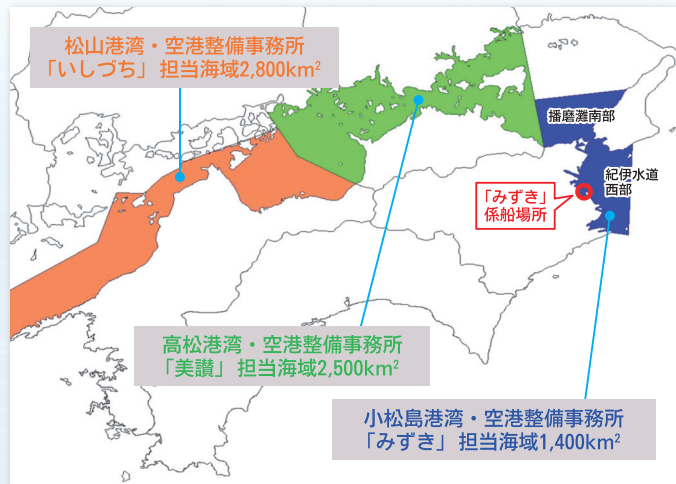 松山港湾・空港整備事務所
「いしづち」 担当海域2,800km²
播磨灘南部
紀伊水道
西部
「みずき」
係船場所
高松港湾・空港整備事務所
「美讃」 担当海域2,500km²
小松島港湾・空港整備事務所
「みずき」 担当海域1,400km²